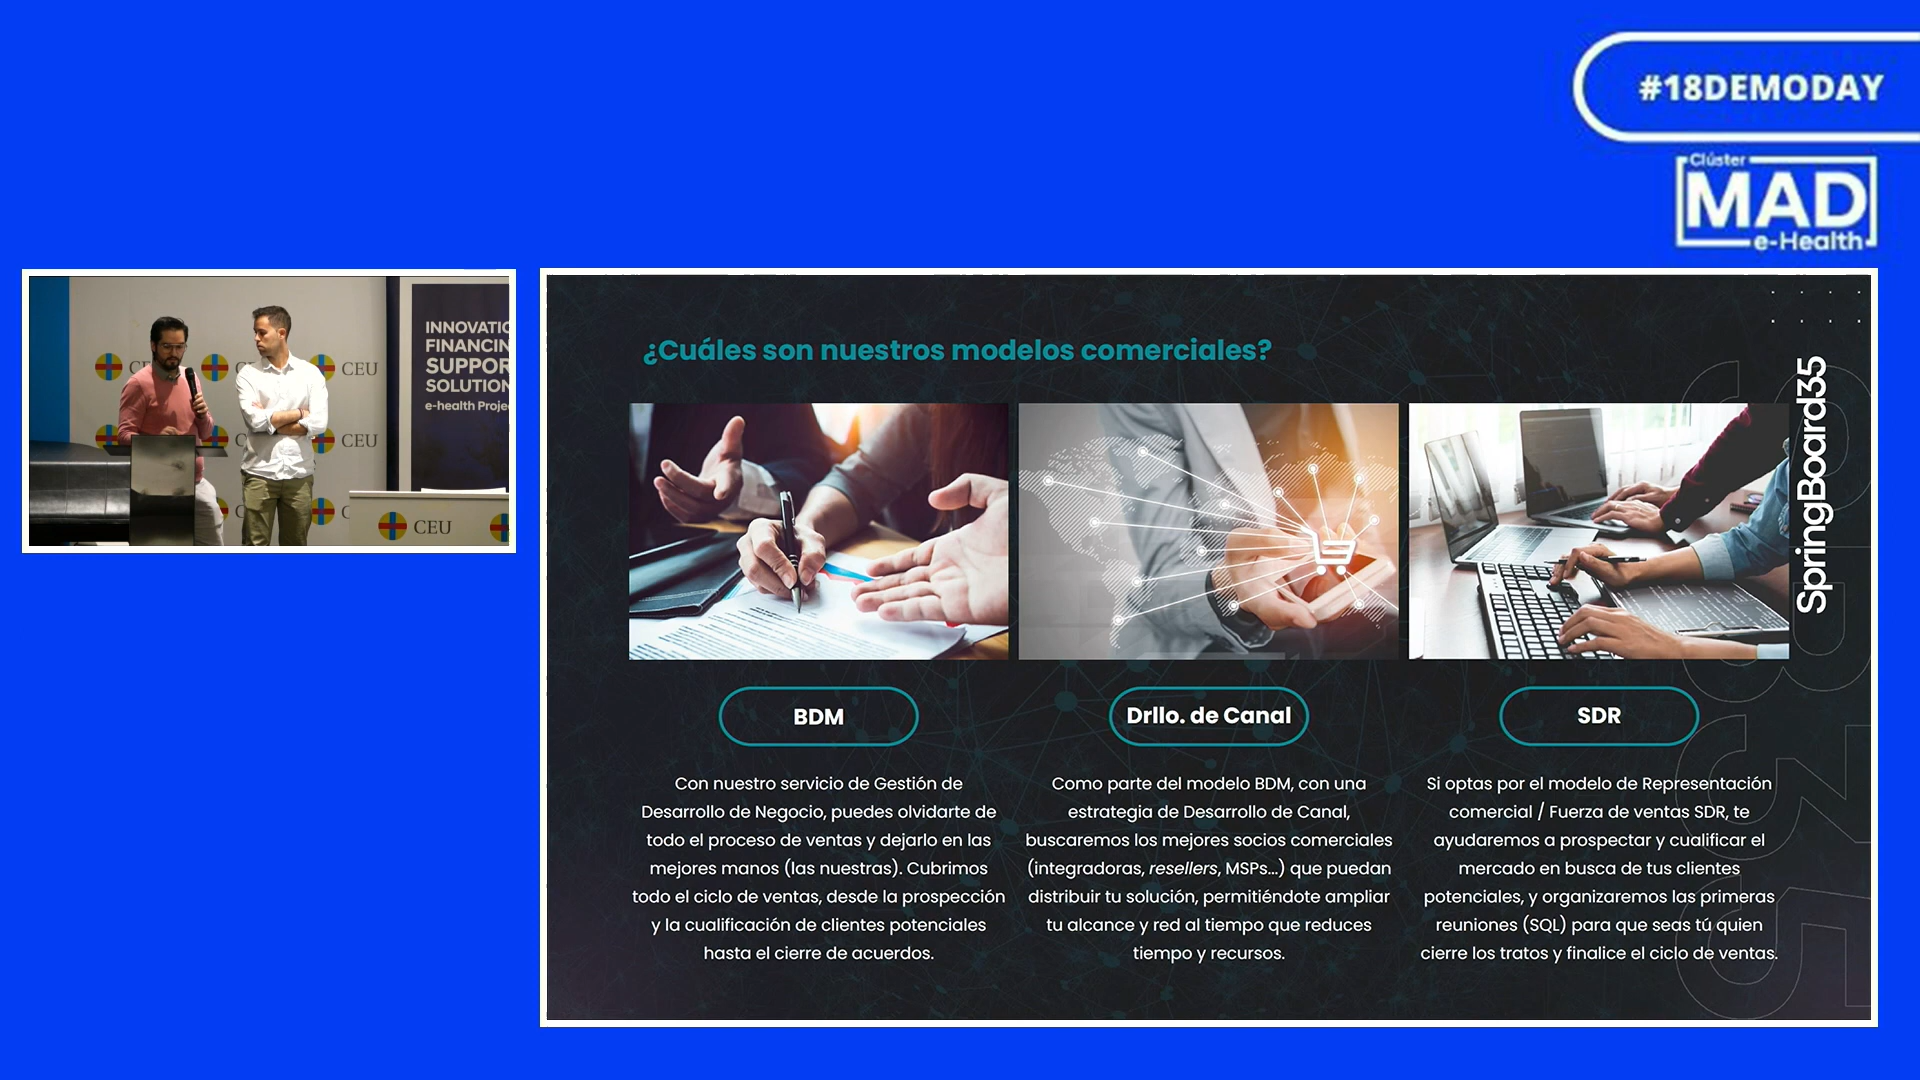 #18DEMODAY
Clúster
MAD
e-Health
INNOVATIO
FINANCIN
SUPPOR
SOLUTION
e-health Proje
CEU
CEU
CEU
¿Cuáles son nuestros modelos comerciales?
SpringBoard35
BDM
Con nuestro servicio de Gestión de
Desarrollo de Negocio, puedes olvidarte de
todo el proceso de ventas y dejarlo en las
mejores manos (las nuestras). Cubrimos
todo el ciclo de ventas, desde la prospección
y la cualificación de clientes potenciales
hasta el cierre de acuerdos.
Drllo. de Canal
Como parte del modelo BDM, con una
estrategia de Desarrollo de Canal,
buscaremos los mejores socios comerciales
(integradoras, resellers, MSPs...) que puedan
distribuir tu solución, permitiéndote ampliar
tu alcance y red al tiempo que reduces
tiempo y recursos.
SDR
Si optas por el modelo de Representación
comercial / Fuerza de ventas SDR, te
ayudaremos a prospectar y cualificar el
mercado en busca de tus clientes
potenciales, y organizaremos las primeras
reuniones (SQL) para que seas tú quien
cierre los tratos y finalice el ciclo de ventas.